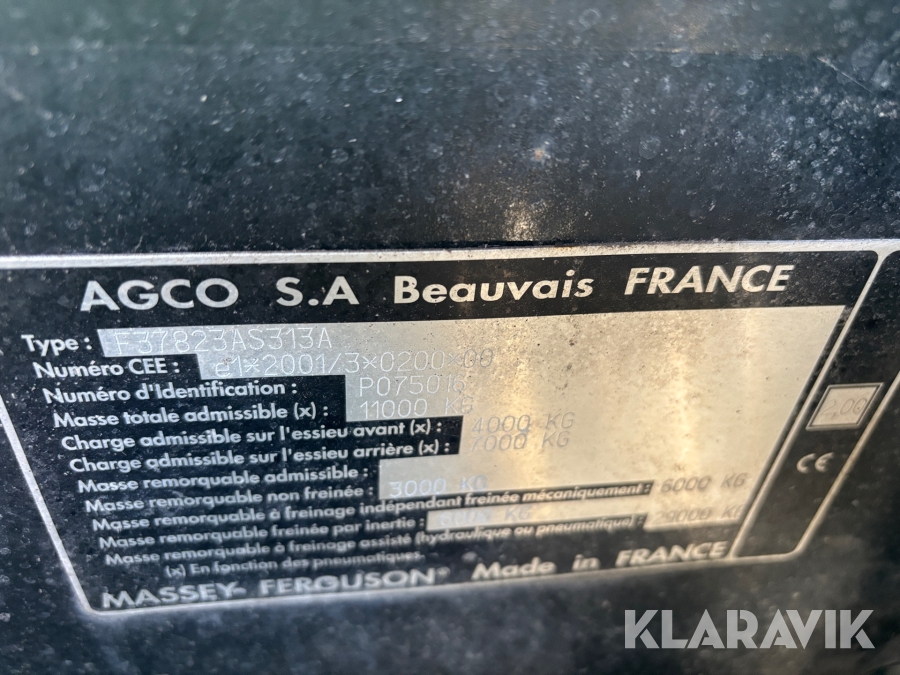 AGCO S.A Beauvais FRANCE
Type : F37823AS313A
Numéro CEE : e1*2001/3*0200*00
Numéro d'Identification : P075016
Masse totale admissible (x) : 11000 KG
Charge admissible sur l'essieu avant (x) : 4000 KG
Charge admissible sur l'essieu arrière (x) : 7000 KG
Masse remorquable admissible :
Masse remorquable non freinée : 3000 KG
Masse remorquable à freinage indépendant freinée mécaniquement : 6000 KG
Masse remorquable freinée par inertie : KG
Masse remorquable à freinage assisté (hydraulique ou pneumatique) : 29000 KG
(x) En fonction des pneumatiques
MASSEY FERGUSON® Made in FRANCE
CE
KLARAVIK